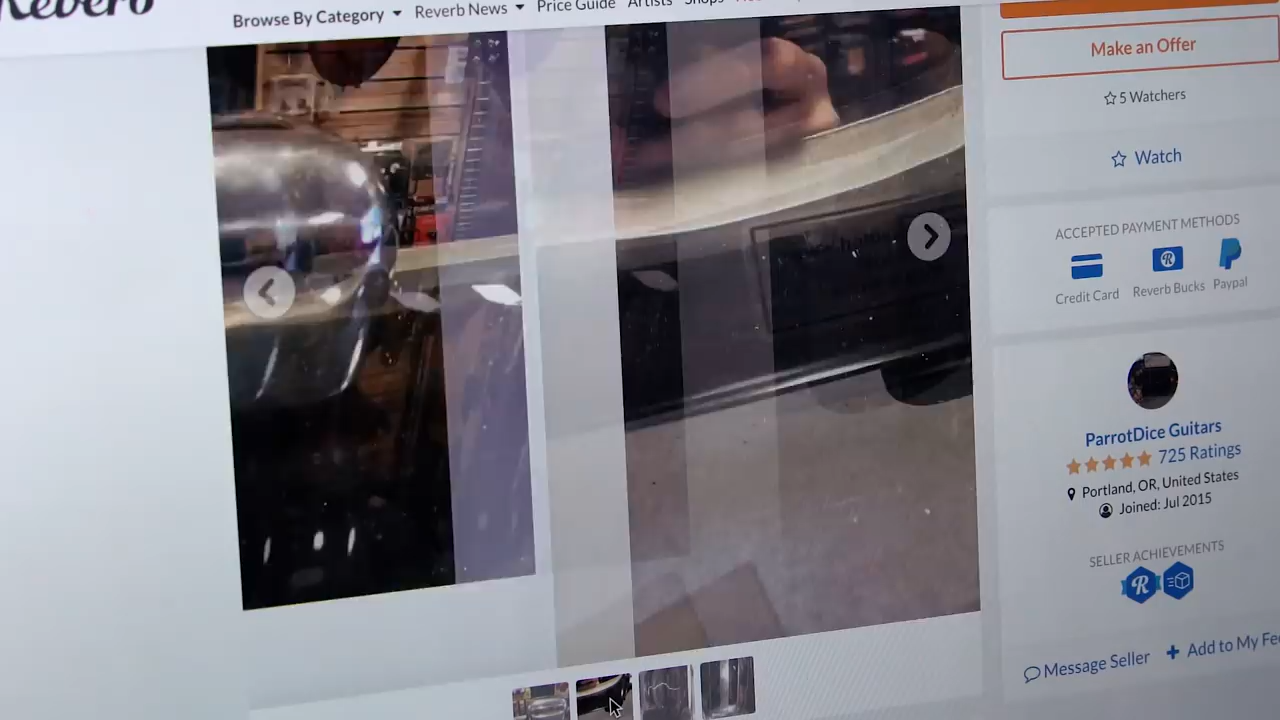 Reverb
Browse By Category
Reverb News
Price Guide
Artists
Shops
Make an Offer
5 Watchers
Watch
ACCEPTED PAYMENT METHODS
Credit Card
Reverb Bucks
Paypal
ParrotDice Guitars
725 Ratings
Portland, OR, United States
Joined: Jul 2015
SELLER ACHIEVEMENTS
Message Seller
Add to My Fee